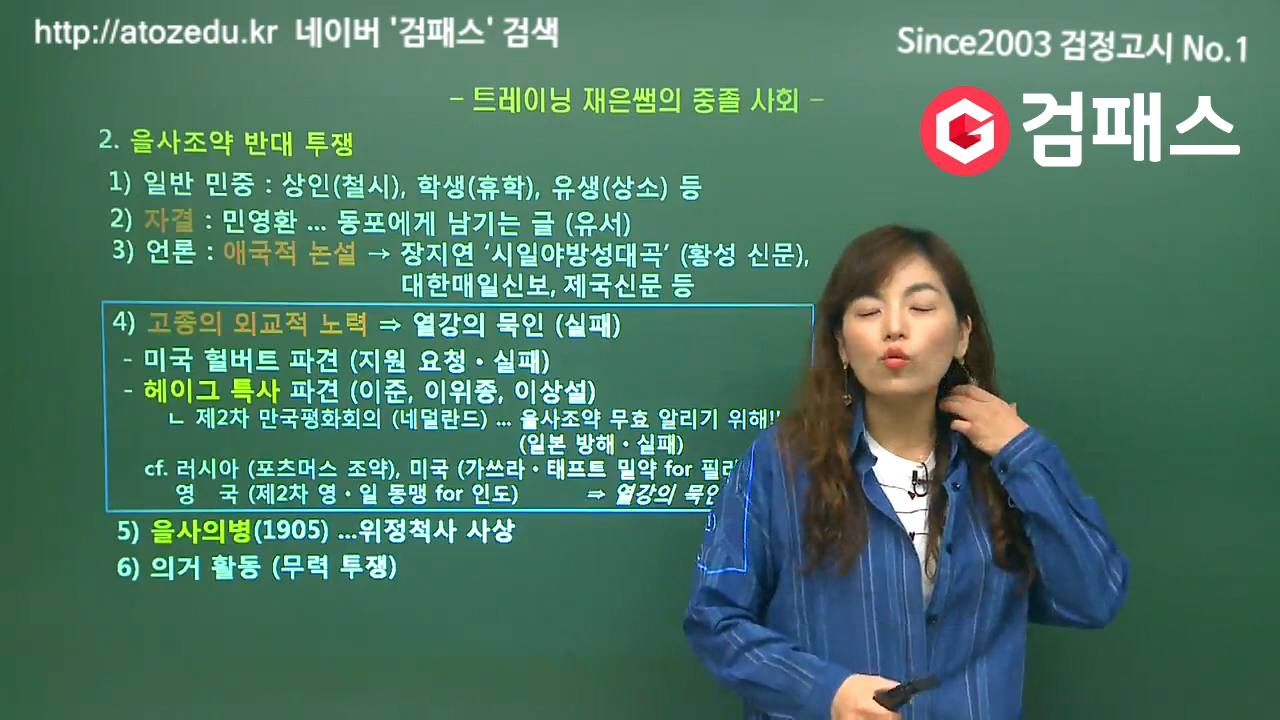 http://atozedu.kr 네이버 '검패스' 검색
Since2003 검정고시 No.1
검패스
- 트레이닝 재은쌤의 중졸 사회 -
2. 을사조약 반대 투쟁
1) 일반 민중 : 상인(철시), 학생(휴학), 유생(상소) 등
2) 자결 : 민영환 ... 동포에게 남기는 글 (유서)
3) 언론 : 애국적 논설 → 장지연 ‘시일야방성대곡’ (황성 신문),
대한매일신보, 제국신문 등
4) 고종의 외교적 노력 ⇒ 열강의 묵인 (실패)
- 미국 헐버트 파견 (지원 요청・실패)
- 헤이그 특사 파견 (이준, 이위종, 이상설)
ㄴ 제2차 만국평화회의 (네덜란드) ... 을사조약 무효 알리기 위해!!
(일본 방해・실패)
cf. 러시아 (포츠머스 조약), 미국 (가쓰라・태프트 밀약 for 필리
영 국 (제2차 영・일 동맹 for 인도) ⇒ 열강의 묵인
5) 을사의병(1905) ...위정척사 사상
6) 의거 활동 (무력 투쟁)